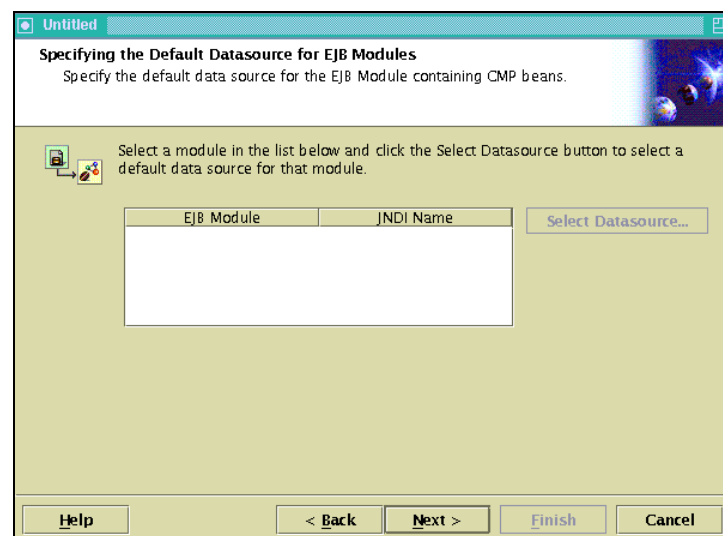 Untitled
Specifying the Default Datasource for EJB Modules
Specify the default data source for the EJB Module containing CMP beans.
Select a module in the list below and click the Select Datasource button to select a
default data source for that module.
EJB Module JNDI Name
Select Datasource...
Help < Back Next > Finish Cancel